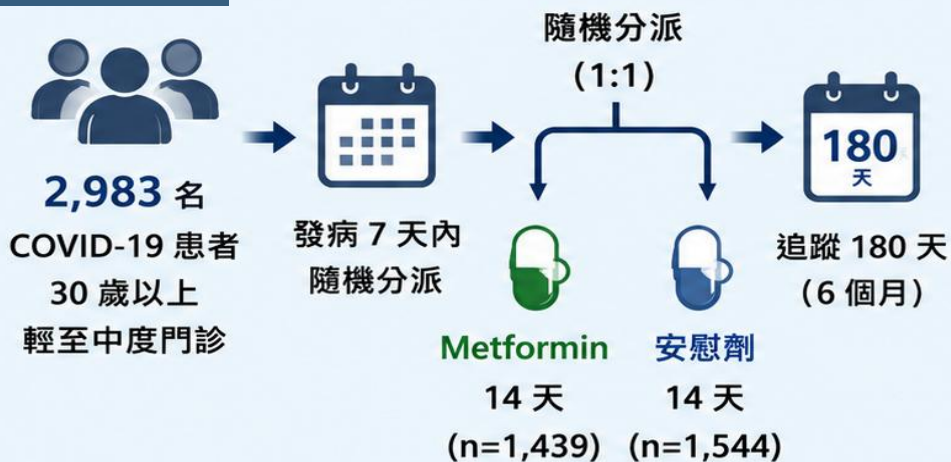 2,983 名
COVID-19 患者
30 歲以上
輕至中度門診
發病 7 天內
隨機分派
隨機分派
(1:1)
Metformin
14 天
(n=1,439)
安慰劑
14 天
(n=1,544)
180
天
追蹤 180 天
(6 個月)